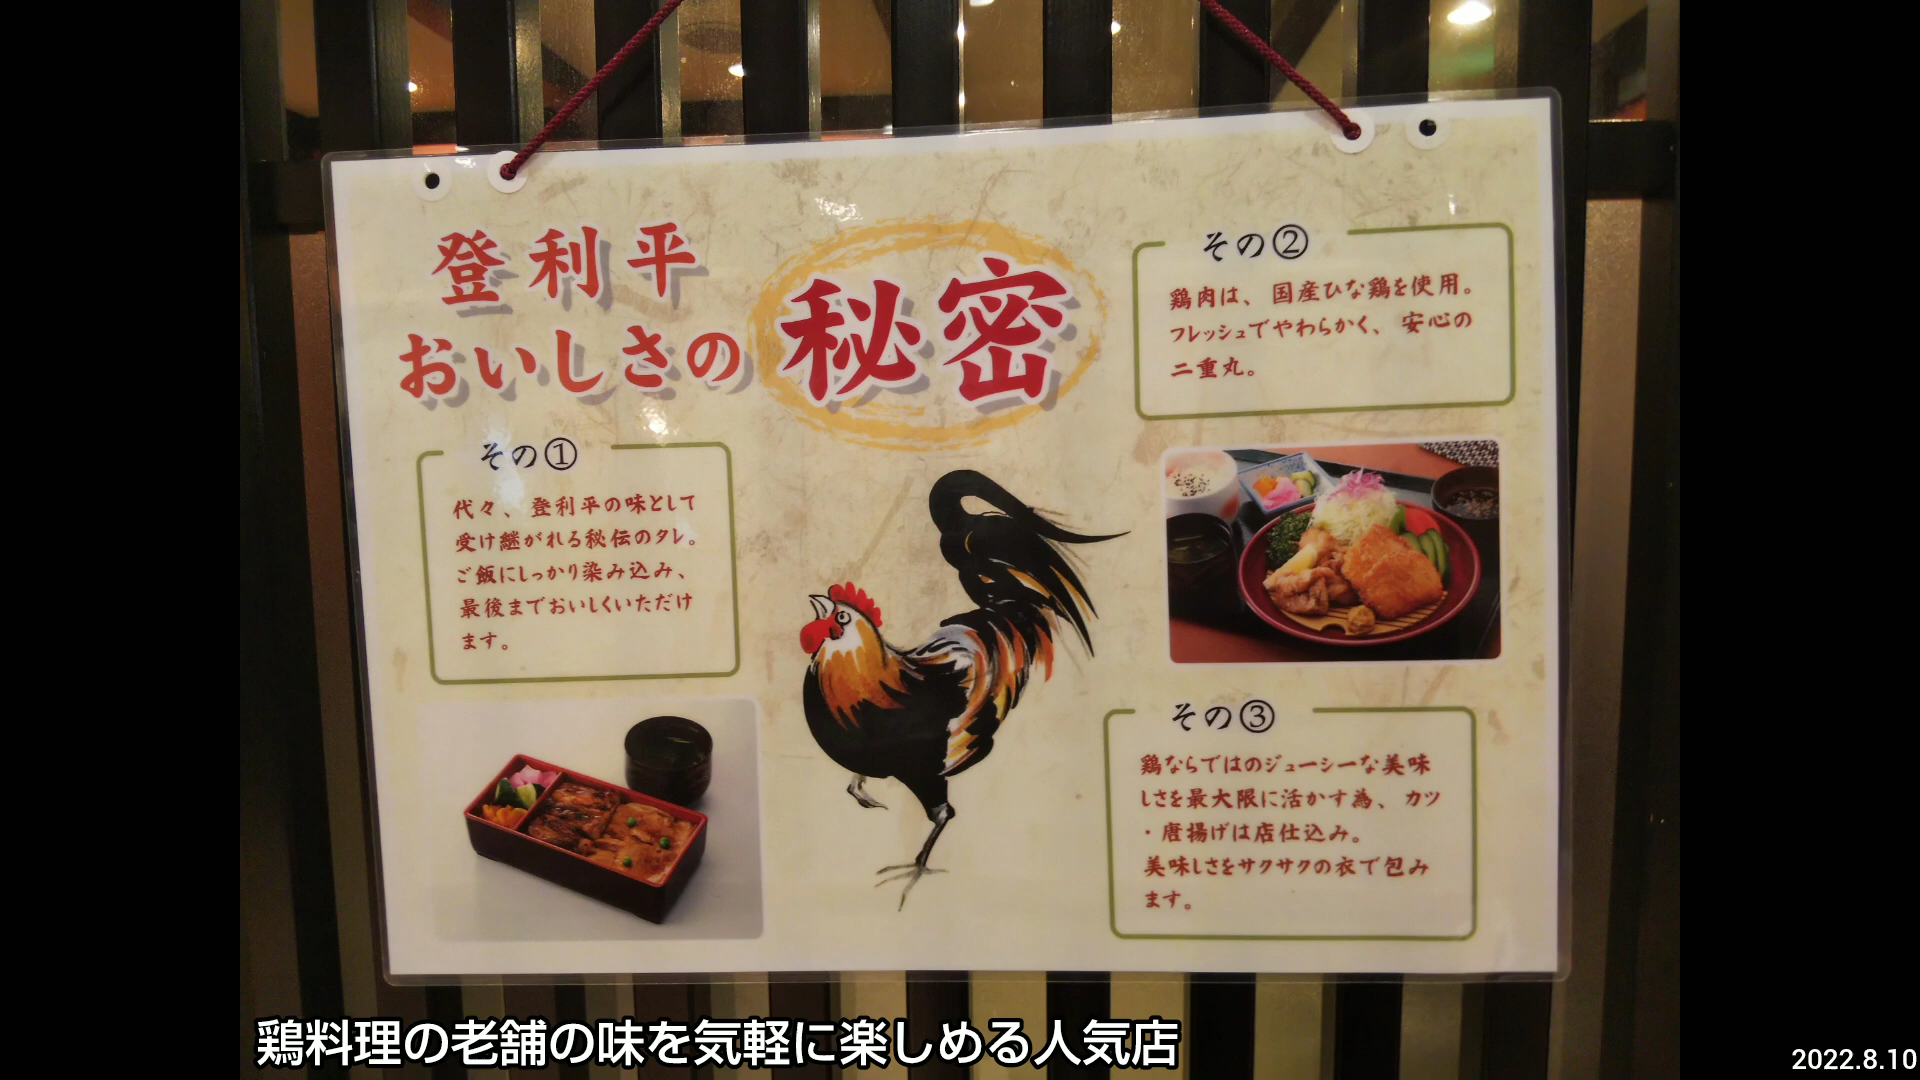 登利平
おいしさの秘密
その①
代々、登利平の味として
受け継がれる秘伝のタレ。
ご飯にしっかり染み込み、
最後までおいしくいただけ
ます。
その②
鶏肉は、国産ひな鶏を使用。
フレッシュでやわらかく、安心の
二重丸。
その③
鶏ならではのジューシーな美味
しさを最大限に活かす為、カツ
・唐揚げは店仕込み。
美味しさをサクサクの衣で包み
ます。
鶏料理の老舗の味を気軽に楽しめる人気店
2022.8.10